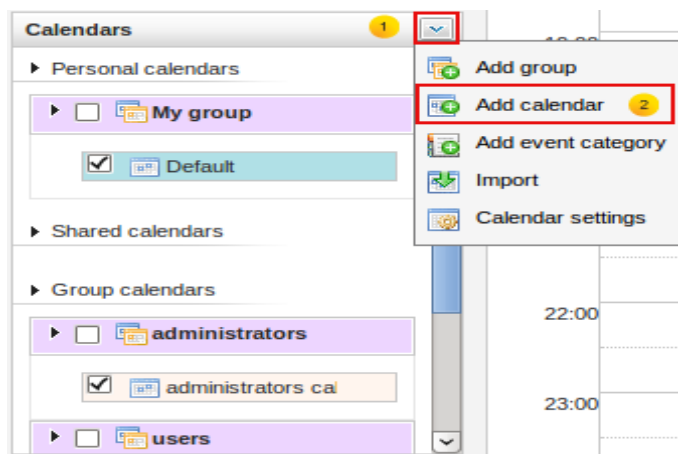 Calendars 1
Personal calendars
My group
Default
Shared calendars
Group calendars
administrators
administrators ca
users
Add group
Add calendar 2
Add event category
Import
Calendar settings
22:00
23:00